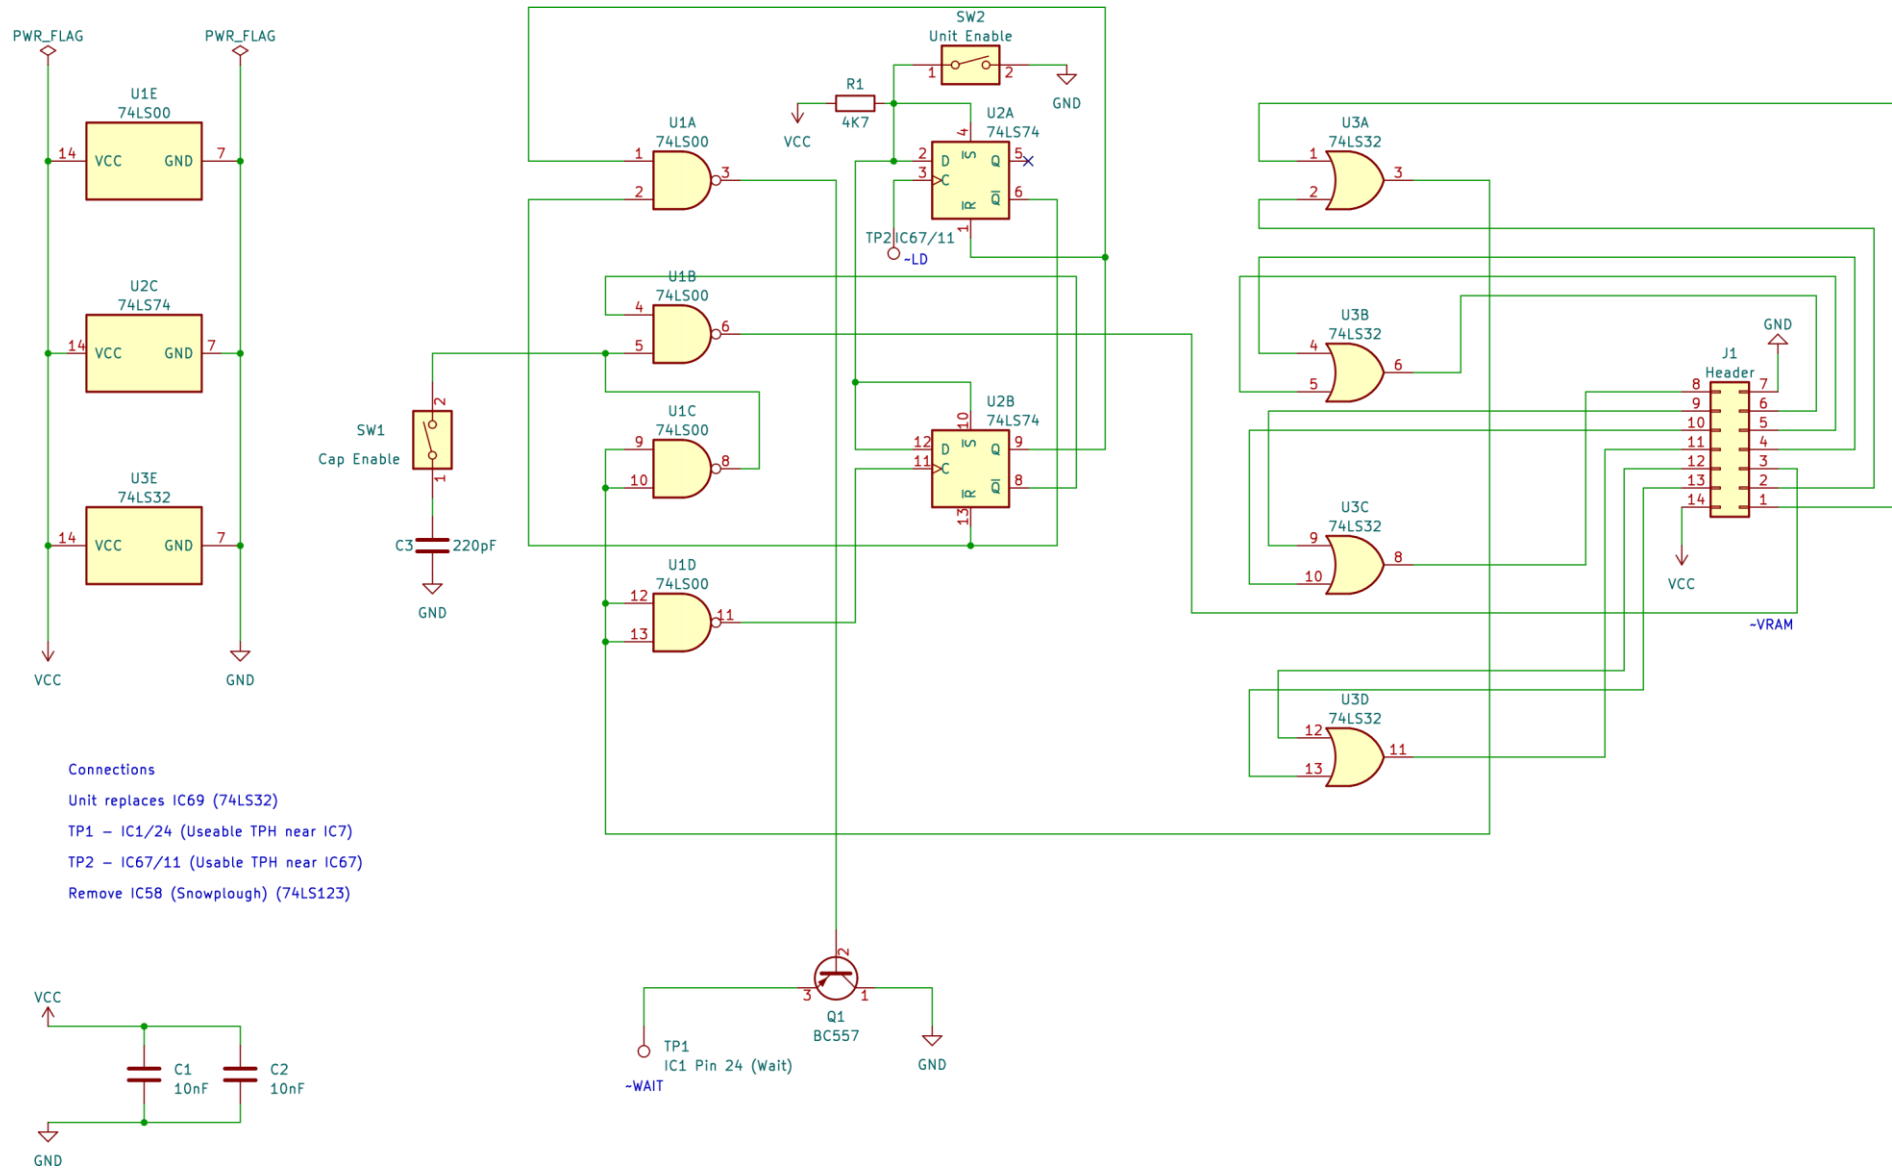 PWR_FLAG
PWR_FLAG
U1E
74LS00
14 VCC GND 7
U2C
74LS74
14 VCC GND 7
U3E
74LS32
14 VCC GND 7
VCC
GND
Connections
Unit replaces IC69 (74LS32)
TP1 - IC1/24 (Useable TPH near IC7)
TP2 - IC67/11 (Usable TPH near IC67)
Remove IC58 (Snowplough) (74LS123)
VCC
C1
10nF
C2
10nF
GND
SW1
Cap Enable
2
1
C3 220pF
GND
U1A
74LS00
1
2
3
U1B
74LS00
4
5
6
U1C
74LS00
9
10
8
U1D
74LS00
12
13
11
SW2
Unit Enable
1 2
GND
R1
4K7
VCC
U2A
74LS74
4
2 D S Q 5
3 C
Q 6
R
1
TP2 IC67/11
~LD
U2B
74LS74
10
12 D S Q 9
11 C
Q 8
R
13
2
3 1
Q1
BC557
TP1
IC1 Pin 24 (Wait)
~WAIT
GND
U3A
74LS32
1
2
3
U3B
74LS32
4
5
6
U3C
74LS32
9
10
8
U3D
74LS32
12
13
11
GND
J1
Header
8 7
9 6
10 5
11 4
12 3
13 2
14 1
VCC
~VRAM